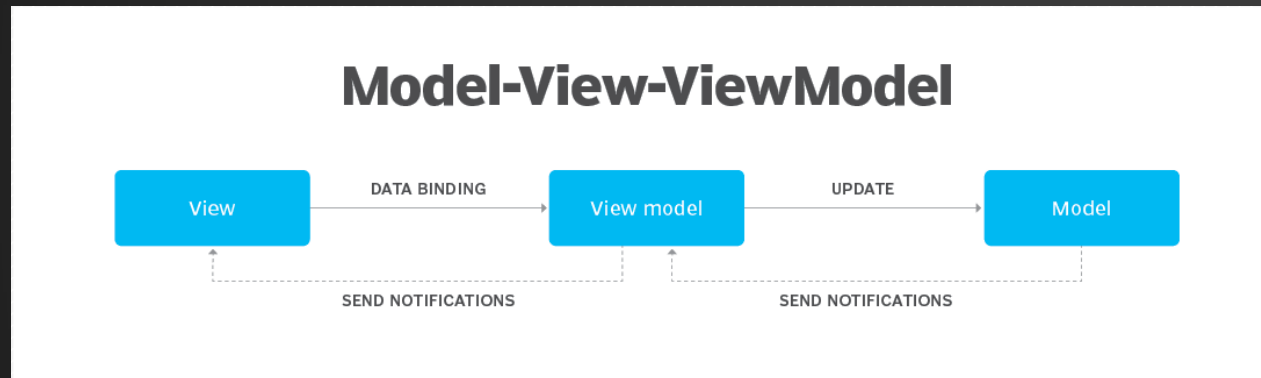 Model-View-ViewModel
DATA BINDING
UPDATE
View
View model
Model
SEND NOTIFICATIONS
SEND NOTIFICATIONS